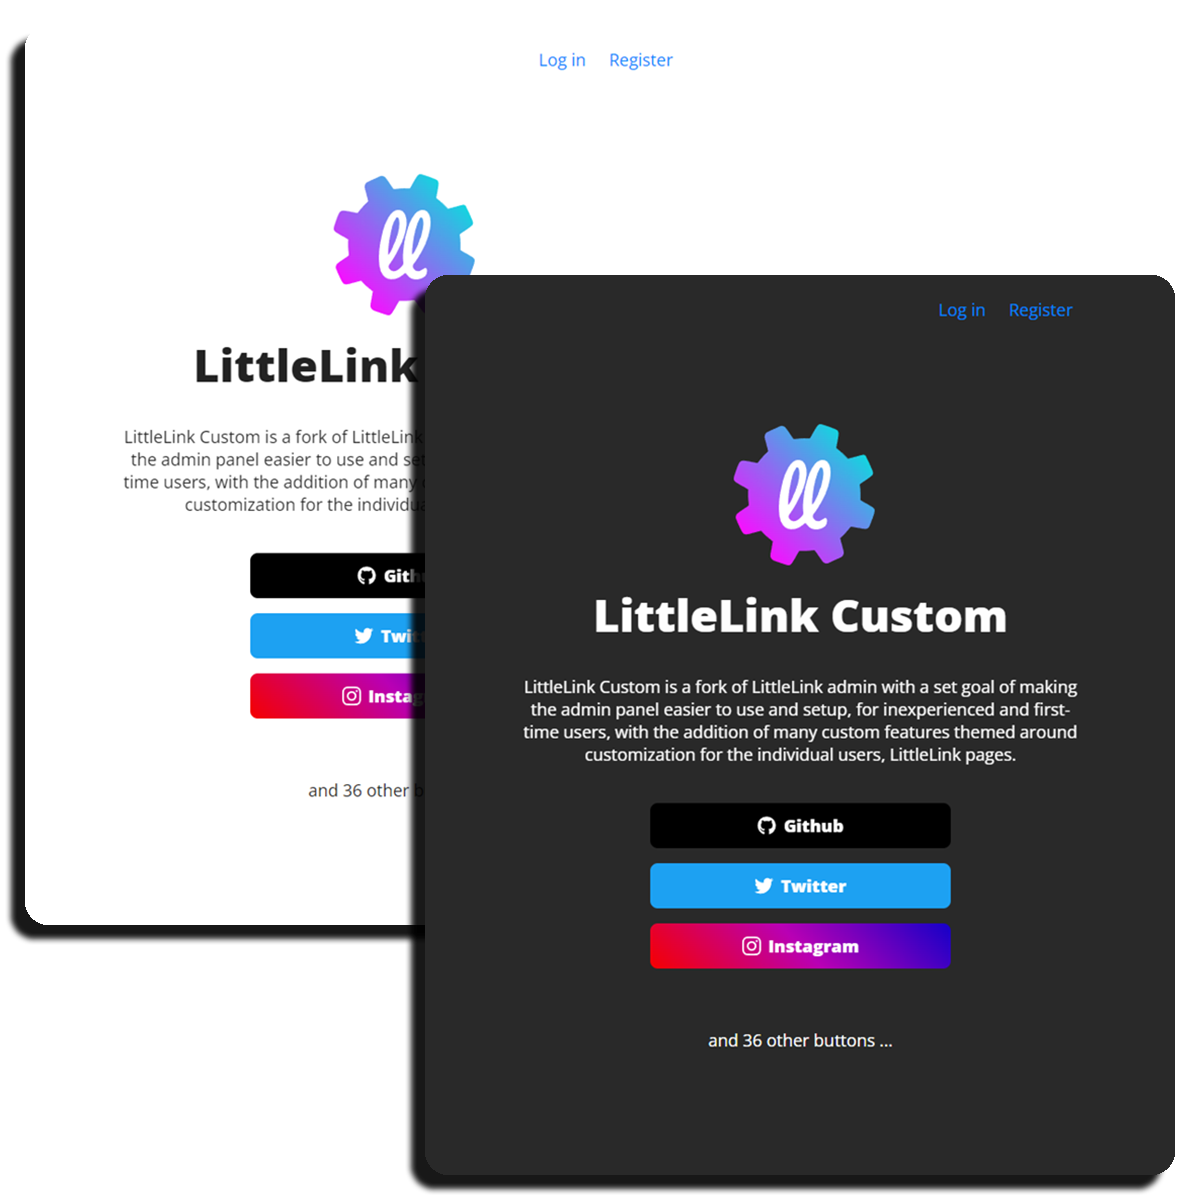 Log in Register
ll
LittleLink
LittleLink Custom is a fork of LittleLink
the admin panel easier to use and set
time users, with the addition of many
customization for the individua
Gith
Twitt
Instag
and 36 other b
Log in Register
ll
LittleLink Custom
LittleLink Custom is a fork of LittleLink admin with a set goal of making
the admin panel easier to use and setup, for inexperienced and first-
time users, with the addition of many custom features themed around
customization for the individual users, LittleLink pages.
Github
Twitter
Instagram
and 36 other buttons ...